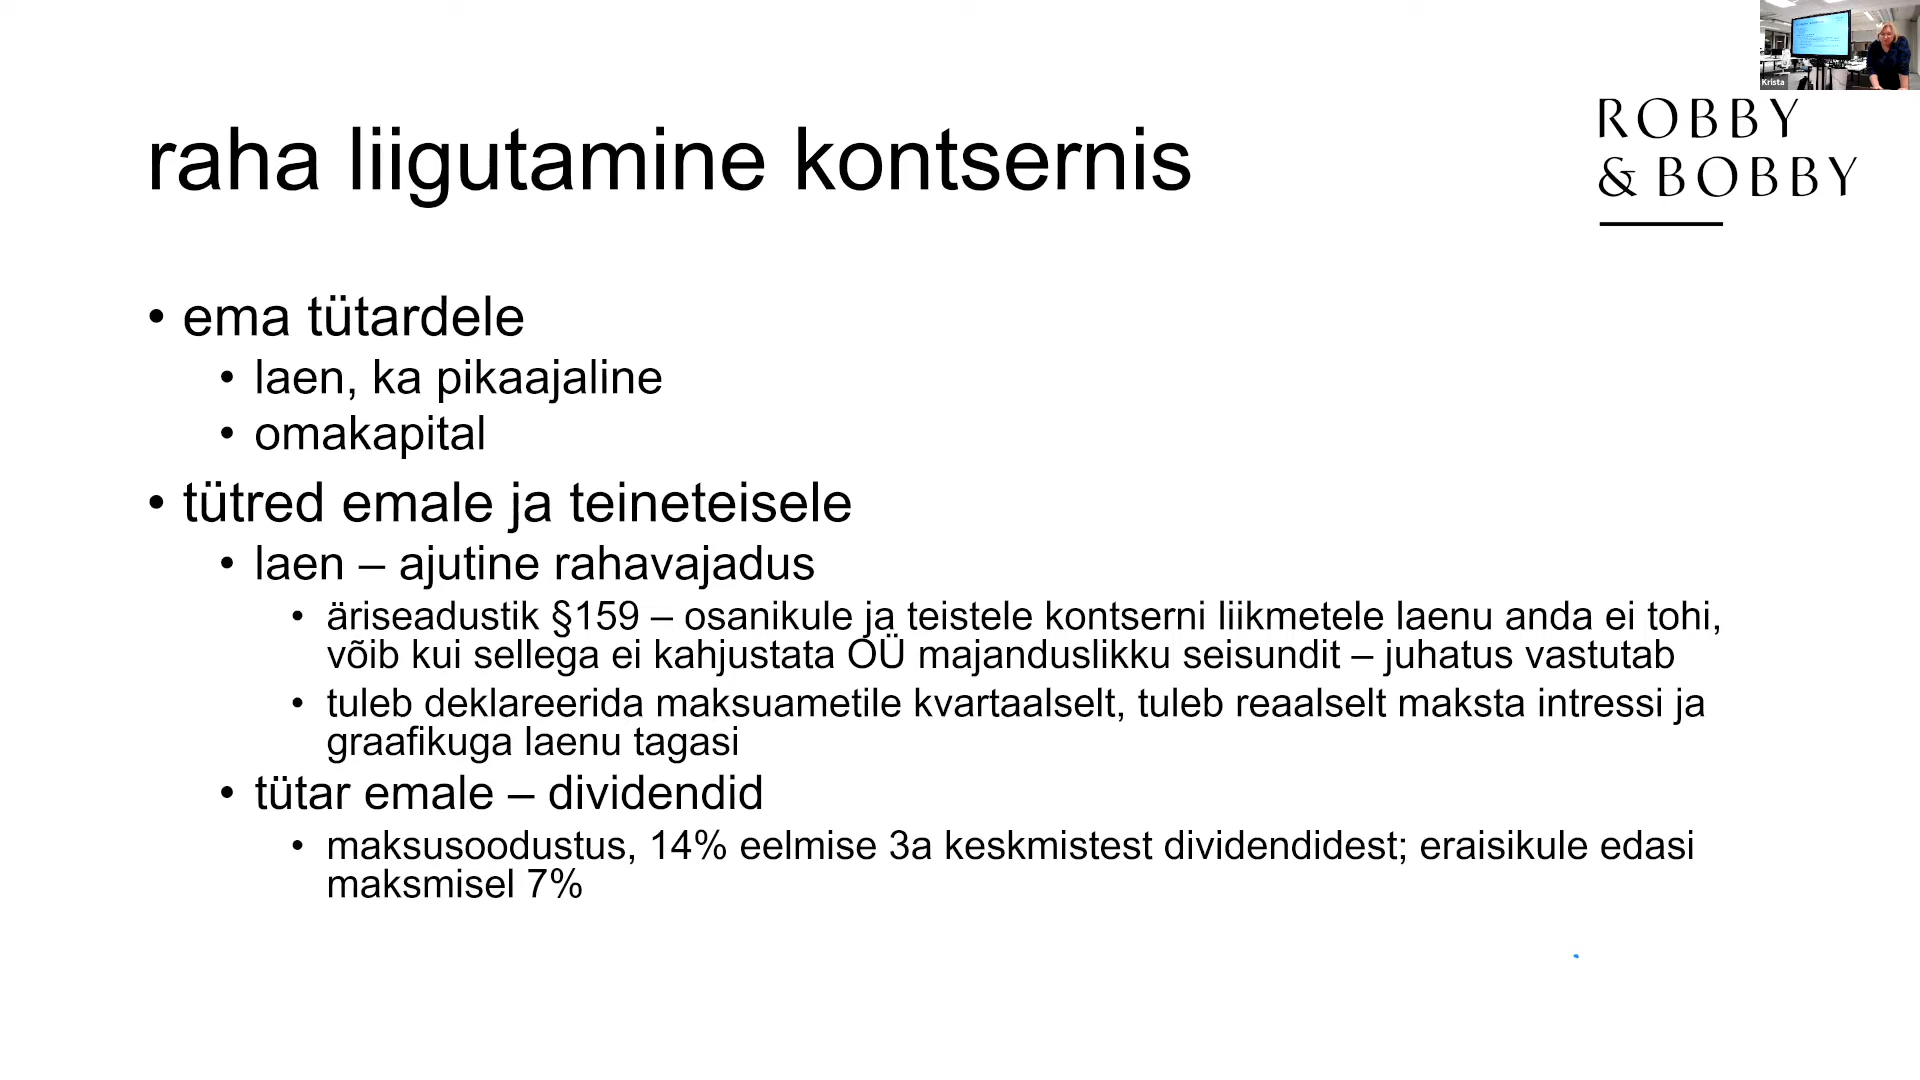 Krista
ROBBY
& BOBBY
raha liigutamine kontsernis
• ema tütardele
• laen, ka pikaajaline
• omakapital
• tütred emale ja teineteisele
• laen – ajutine rahavajadus
• äriseadustik §159 – osanikule ja teistele kontserni liikmetele laenu anda ei tohi,
võib kui sellega ei kahjustata OÜ majanduslikku seisundit – juhatus vastutab
• tuleb deklareerida maksuametile kvartaalselt, tuleb reaalselt maksta intressi ja
graafikuga laenu tagasi
• tütar emale – dividendid
• maksusoodustus, 14% eelmise 3a keskmistest dividendidest; eraisikule edasi
maksmisel 7%